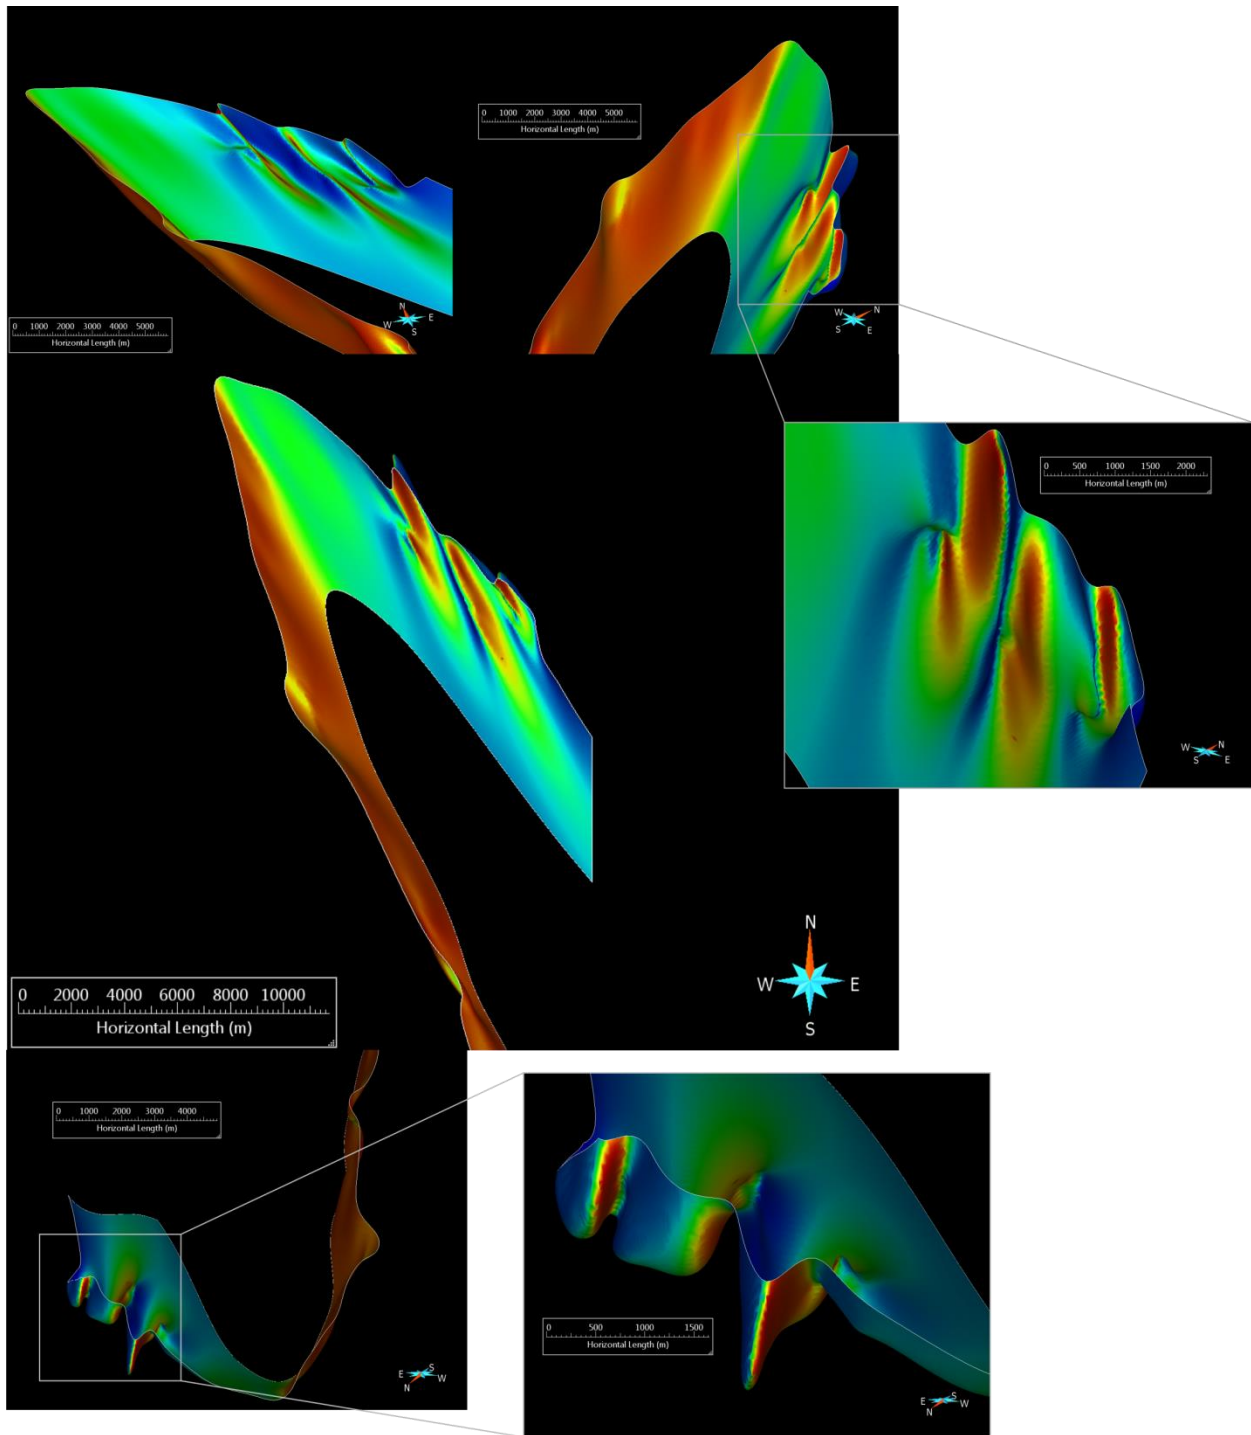 0 1000 2000 3000 4000 5000
Horizontal Length (m)
N
W E
S
0 1000 2000 3000 4000 5000
Horizontal Length (m)
W N
S E
0 500 1000 1500 2000
Horizontal Length (m)
W N
S E
N
W E
S
0 2000 4000 6000 8000 10000
Horizontal Length (m)
0 1000 2000 3000 4000
Horizontal Length (m)
E S
N W
0 500 1000 1500
Horizontal Length (m)
E S
N W